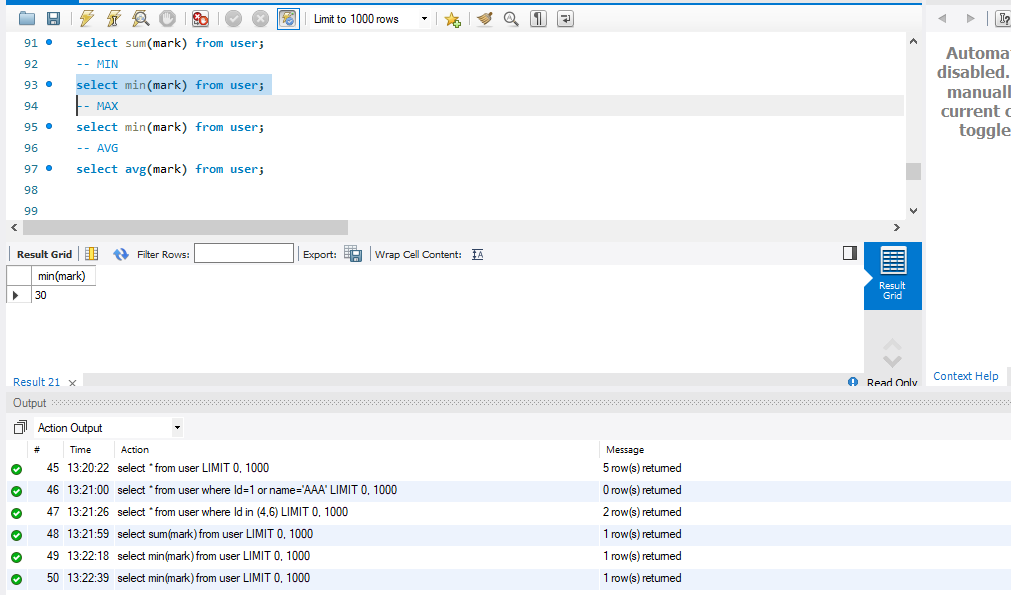 Limit to 1000 rows
91 select sum(mark) from user;
92 -- MIN
93 select min(mark) from user;
94 -- MAX
95 select min(mark) from user;
96 -- AVG
97 select avg(mark) from user;
98
99
Automa
disabled.
manuall
current c
toggle
Result Grid Filter Rows: Export: Wrap Cell Content: IA
min(mark)
30
Result
Grid
Result 21 x
Read Only
Context Help
Output
Action Output
# Time Action Message
45 13:20:22 select * from user LIMIT 0, 1000 5 row(s) returned
46 13:21:00 select * from user where Id=1 or name='AAA' LIMIT 0, 1000 0 row(s) returned
47 13:21:26 select * from user where Id in (4,6) LIMIT 0, 1000 2 row(s) returned
48 13:21:59 select sum(mark) from user LIMIT 0, 1000 1 row(s) returned
49 13:22:18 select min(mark) from user LIMIT 0, 1000 1 row(s) returned
50 13:22:39 select min(mark) from user LIMIT 0, 1000 1 row(s) returned